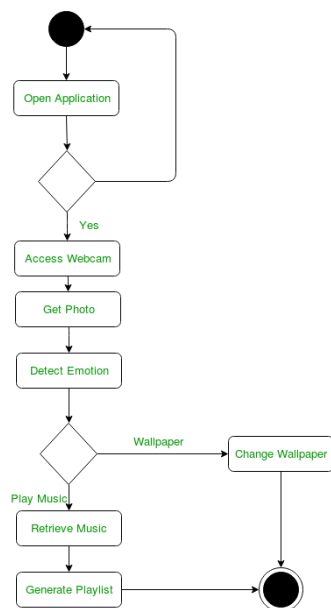 Open Application
Yes
Access Webcam
Get Photo
Detect Emotion
Wallpaper
Change Wallpaper
Play Music
Retrieve Music
Generate Playlist